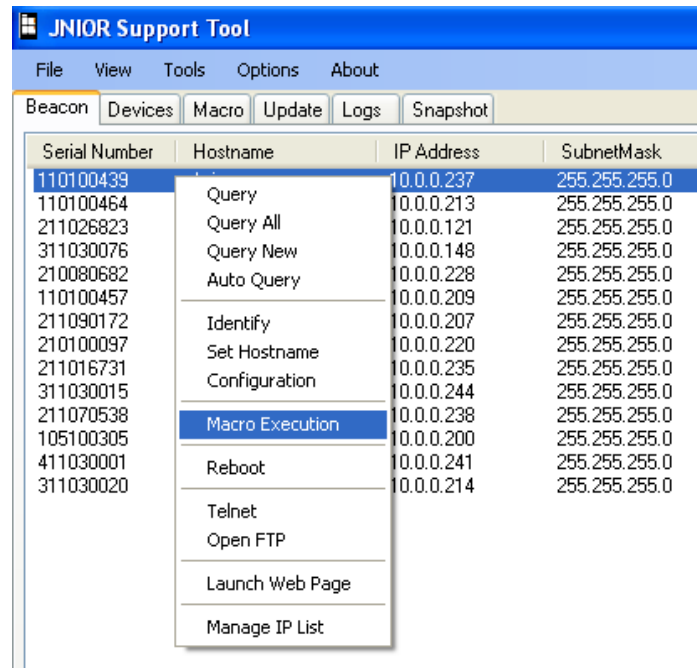 JNIOR Support Tool
File View Tools Options About
Beacon Devices Macro Update Logs Snapshot
Serial Number Hostname IP Address SubnetMask
110100439 10.0.0.237 255.255.255.0
110100464 10.0.0.213 255.255.255.0
211026823 10.0.0.121 255.255.255.0
311030076 10.0.0.148 255.255.255.0
210080682 10.0.0.228 255.255.255.0
110100457 10.0.0.209 255.255.255.0
211090172 10.0.0.207 255.255.255.0
210100097 10.0.0.220 255.255.255.0
211016731 10.0.0.235 255.255.255.0
311030015 10.0.0.244 255.255.255.0
211070538 10.0.0.238 255.255.255.0
105100305 10.0.0.200 255.255.255.0
411030001 10.0.0.241 255.255.255.0
311030020 10.0.0.214 255.255.255.0
Query
Query All
Query New
Auto Query
Identify
Set Hostname
Configuration
Macro Execution
Reboot
Telnet
Open FTP
Launch Web Page
Manage IP List